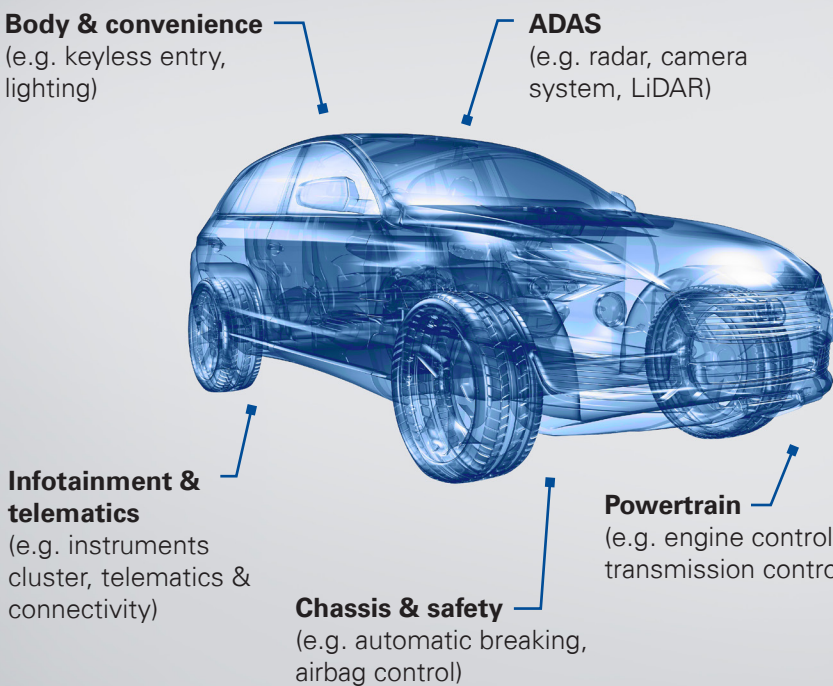 Body & convenience
(e.g. keyless entry,
lighting)
ADAS
(e.g. radar, camera
system, LiDAR)
Infotainment &
telematics
(e.g. instruments
cluster, telematics &
connectivity)
Powertrain
(e.g. engine control
transmission contro
Chassis & safety
(e.g. automatic breaking,
airbag control)